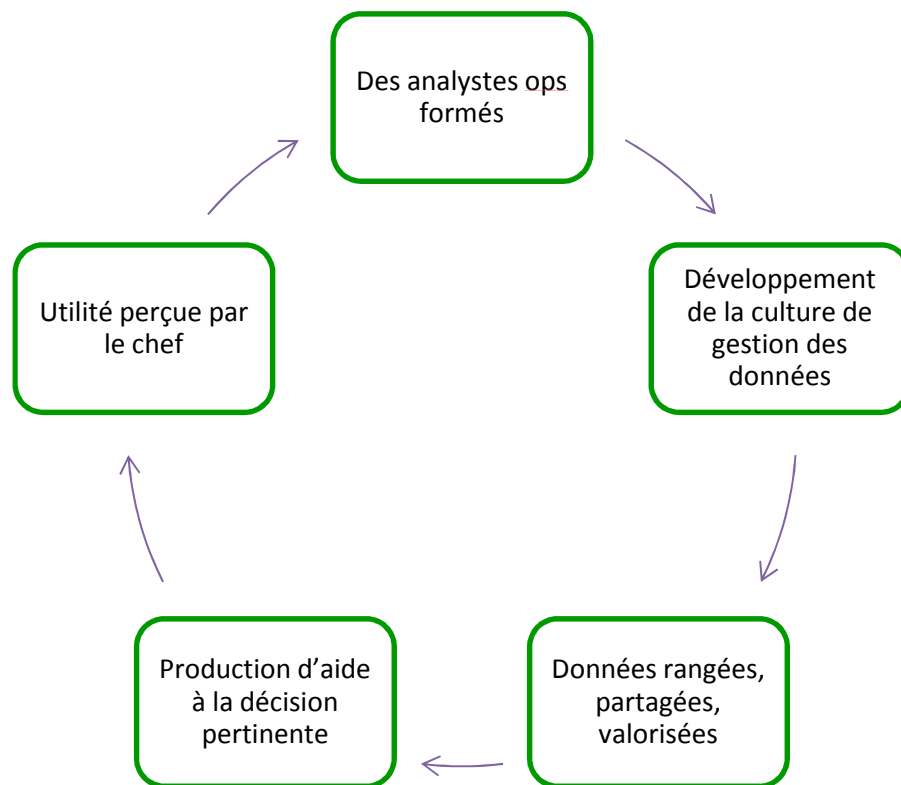 Des analystes ops
formés
Développement
de la culture de
gestion des
données
Données rangées,
partagées,
valorisées
Production d’aide
à la décision
pertinente
Utilité perçue par
le chef